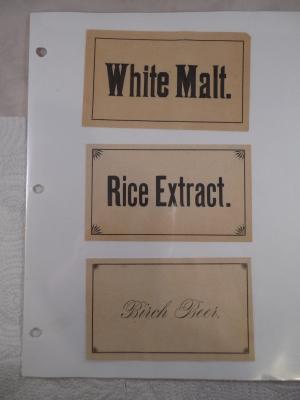 White Malt.
Rice Extract.
Birch Beer.